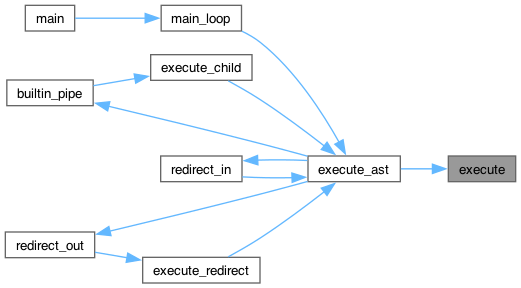 main
main_loop
execute_child
builtin_pipe
redirect_in
execute_ast
execute
redirect_out
execute_redirect